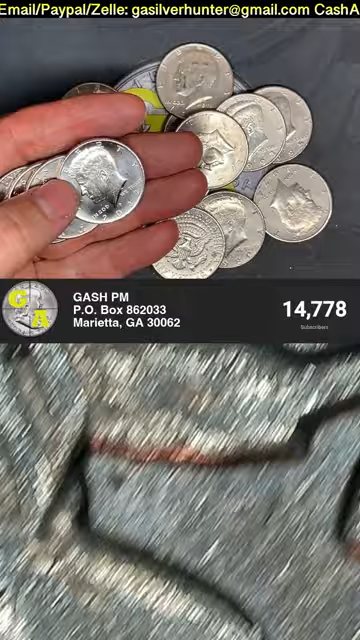 Email/Paypal/Zelle: gasilverhunter@gmail.com CashA
G
A
GASH PM
P.O. Box 862033
Marietta, GA 30062
14,778
Subscribers